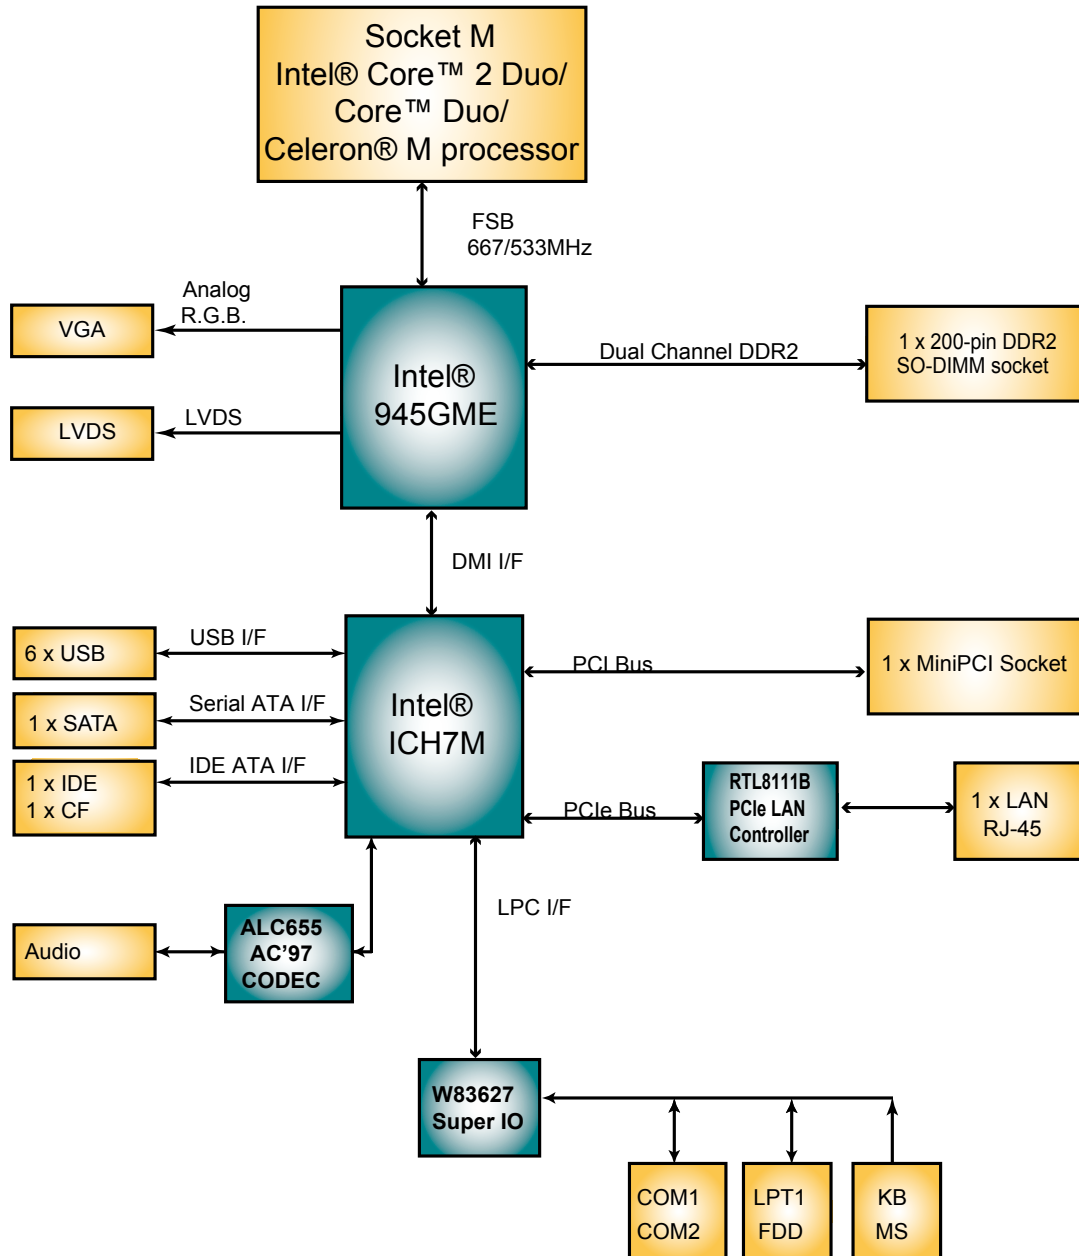 Socket M
Intel® Core™ 2 Duo/
Core™ Duo/
Celeron® M processor
FSB
667/533MHz
Analog
R.G.B.
VGA
Intel®
945GME
Dual Channel DDR2
1 x 200-pin DDR2
SO-DIMM socket
LVDS
LVDS
DMI I/F
6 x USB
USB I/F
Intel®
ICH7M
PCI Bus
1 x MiniPCI Socket
1 x SATA
Serial ATA I/F
1 x IDE
1 x CF
IDE ATA I/F
PCIe Bus
RTL8111B
PCIe LAN
Controller
1 x LAN
RJ-45
LPC I/F
Audio
ALC655
AC’97
CODEC
W83627
Super IO
COM1
COM2
LPT1
FDD
KB
MS